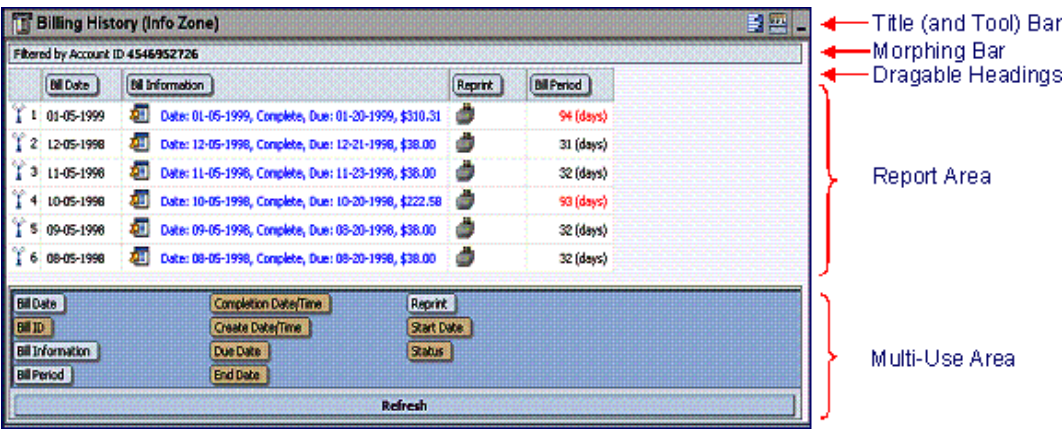 Billing History (Info Zone)
Title (and Tool) Bar
Filtered by Account ID 4546952726
Morphing Bar
Bill Date Bill Information Reprint Bill Period
Dragable Headings
1 01-05-1999 Date: 01-05-1999, Complete, Due: 01-20-1999, $310.31 94 (days)
2 12-05-1998 Date: 12-05-1998, Complete, Due: 12-21-1998, $38.00 31 (days)
3 11-05-1998 Date: 11-05-1998, Complete, Due: 11-23-1998, $38.00 32 (days)
Report Area
4 10-05-1998 Date: 10-05-1998, Complete, Due: 10-20-1998, $222.58 93 (days)
5 09-05-1998 Date: 09-05-1998, Complete, Due: 09-20-1998, $38.00 32 (days)
6 08-05-1998 Date: 08-05-1998, Complete, Due: 08-20-1998, $38.00 32 (days)
Bill Date Completion Date/Time Reprint
Bill ID Create Date/Time Start Date
Bill Information Due Date Status
Bill Period End Date
Multi-Use Area
Refresh